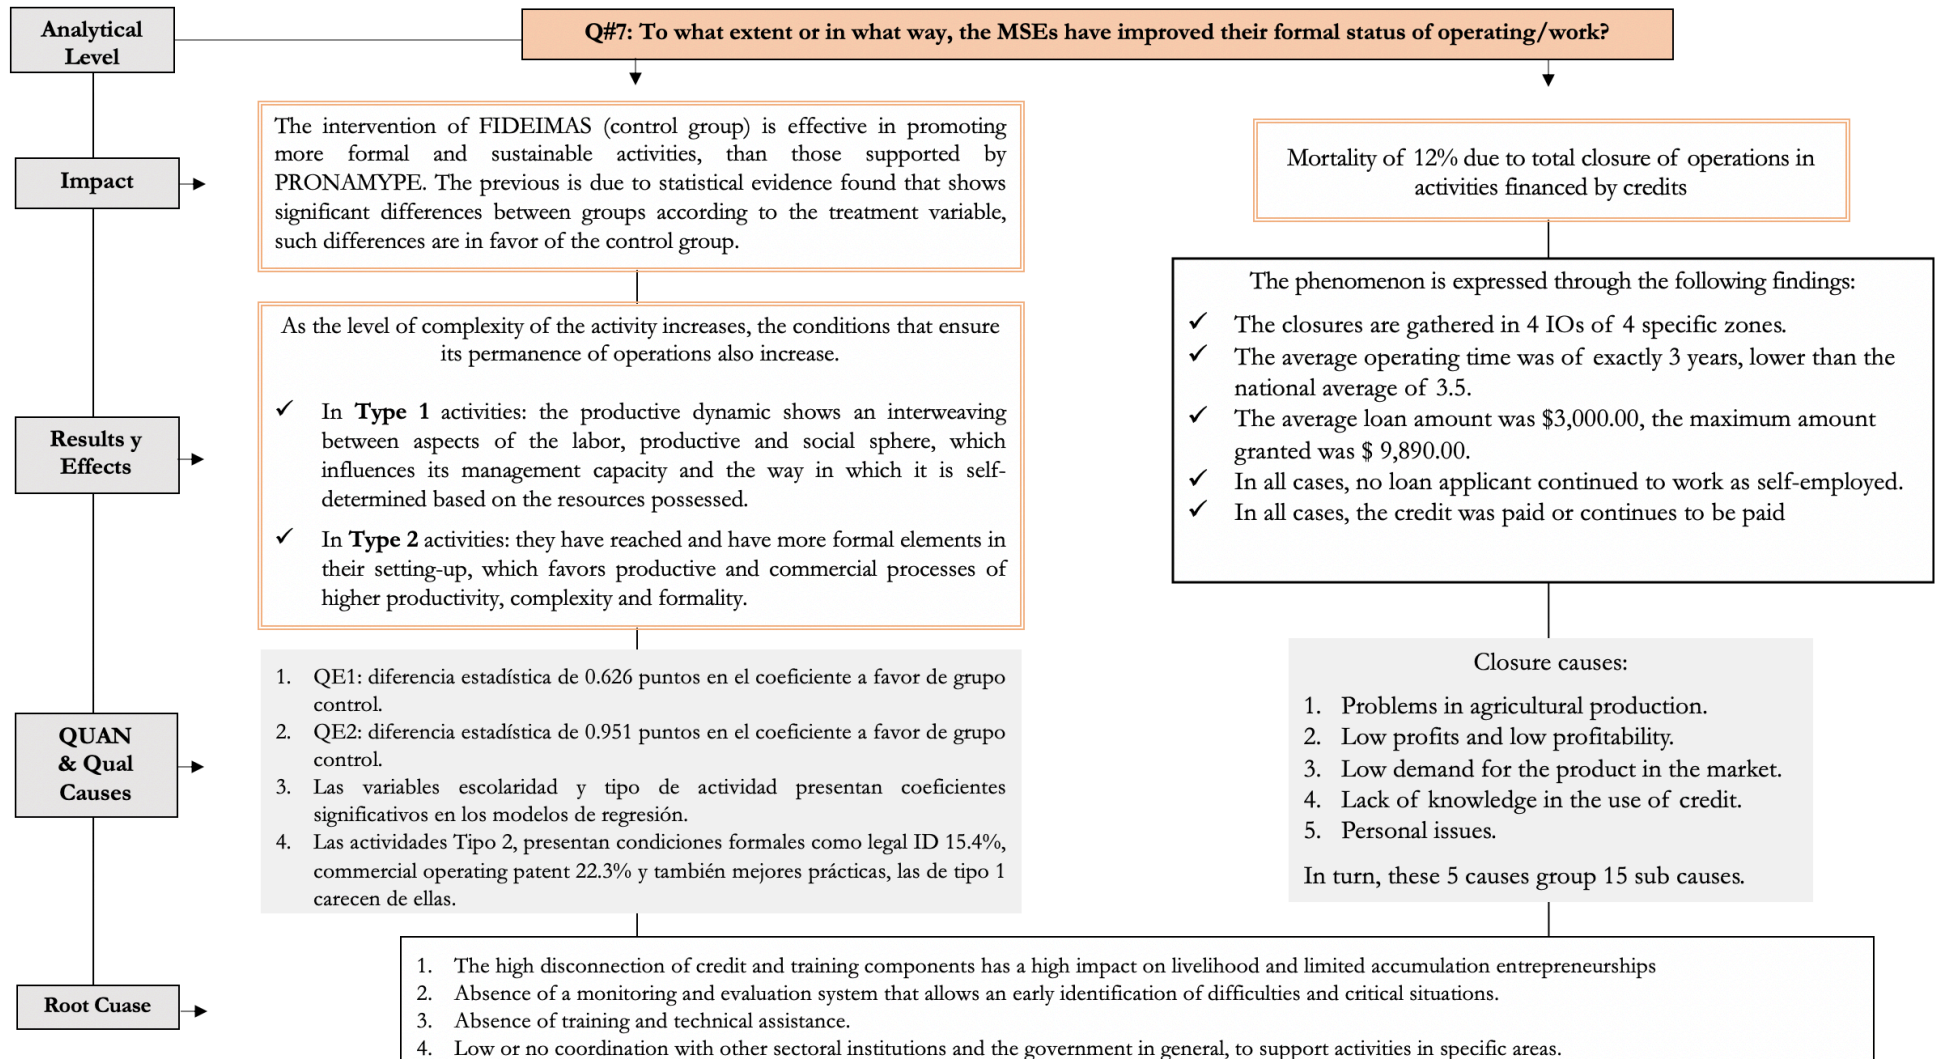 Analytical
Level
Q#7: To what extent or in what way, the MSEs have improved their formal status of operating/work?
Impact
The intervention of FIDEIMAS (control group) is effective in promoting
more formal and sustainable activities, than those supported by
PRONAMYPE. The previous is due to statistical evidence found that shows
significant differences between groups according to the treatment variable,
such differences are in favor of the control group.
Mortality of 12% due to total closure of operations in
activities financed by credits
Results y
Effects
As the level of complexity of the activity increases, the conditions that ensure
its permanence of operations also increase.
✓ In Type 1 activities: the productive dynamic shows an interweaving
between aspects of the labor, productive and social sphere, which
influences its management capacity and the way in which it is self-
determined based on the resources possessed.
✓ In Type 2 activities: they have reached and have more formal elements in
their setting-up, which favors productive and commercial processes of
higher productivity, complexity and formality.
The phenomenon is expressed through the following findings:
✓ The closures are gathered in 4 IOs of 4 specific zones.
✓ The average operating time was of exactly 3 years, lower than the
national average of 3.5.
✓ The average loan amount was $3,000.00, the maximum amount
granted was $ 9,890.00.
✓ In all cases, no loan applicant continued to work as self-employed.
✓ In all cases, the credit was paid or continues to be paid
QUAN
& Qual
Causes
1. QE1: diferencia estadística de 0.626 puntos en el coeficiente a favor de grupo
control.
2. QE2: diferencia estadística de 0.951 puntos en el coeficiente a favor de grupo
control.
3. Las variables escolaridad y tipo de actividad presentan coeficientes
significativos en los modelos de regresión.
4. Las actividades Tipo 2, presentan condiciones formales como legal ID 15.4%,
commercial operating patent 22.3% y también mejores prácticas, las de tipo 1
carecen de ellas.
Closure causes:
1. Problems in agricultural production.
2. Low profits and low profitability.
3. Low demand for the product in the market.
4. Lack of knowledge in the use of credit.
5. Personal issues.
In turn, these 5 causes group 15 sub causes.
Root Cuase
1. The high disconnection of credit and training components has a high impact on livelihood and limited accumulation entrepreneurships
2. Absence of a monitoring and evaluation system that allows an early identification of difficulties and critical situations.
3. Absence of training and technical assistance.
4. Low or no coordination with other sectoral institutions and the government in general, to support activities in specific areas.